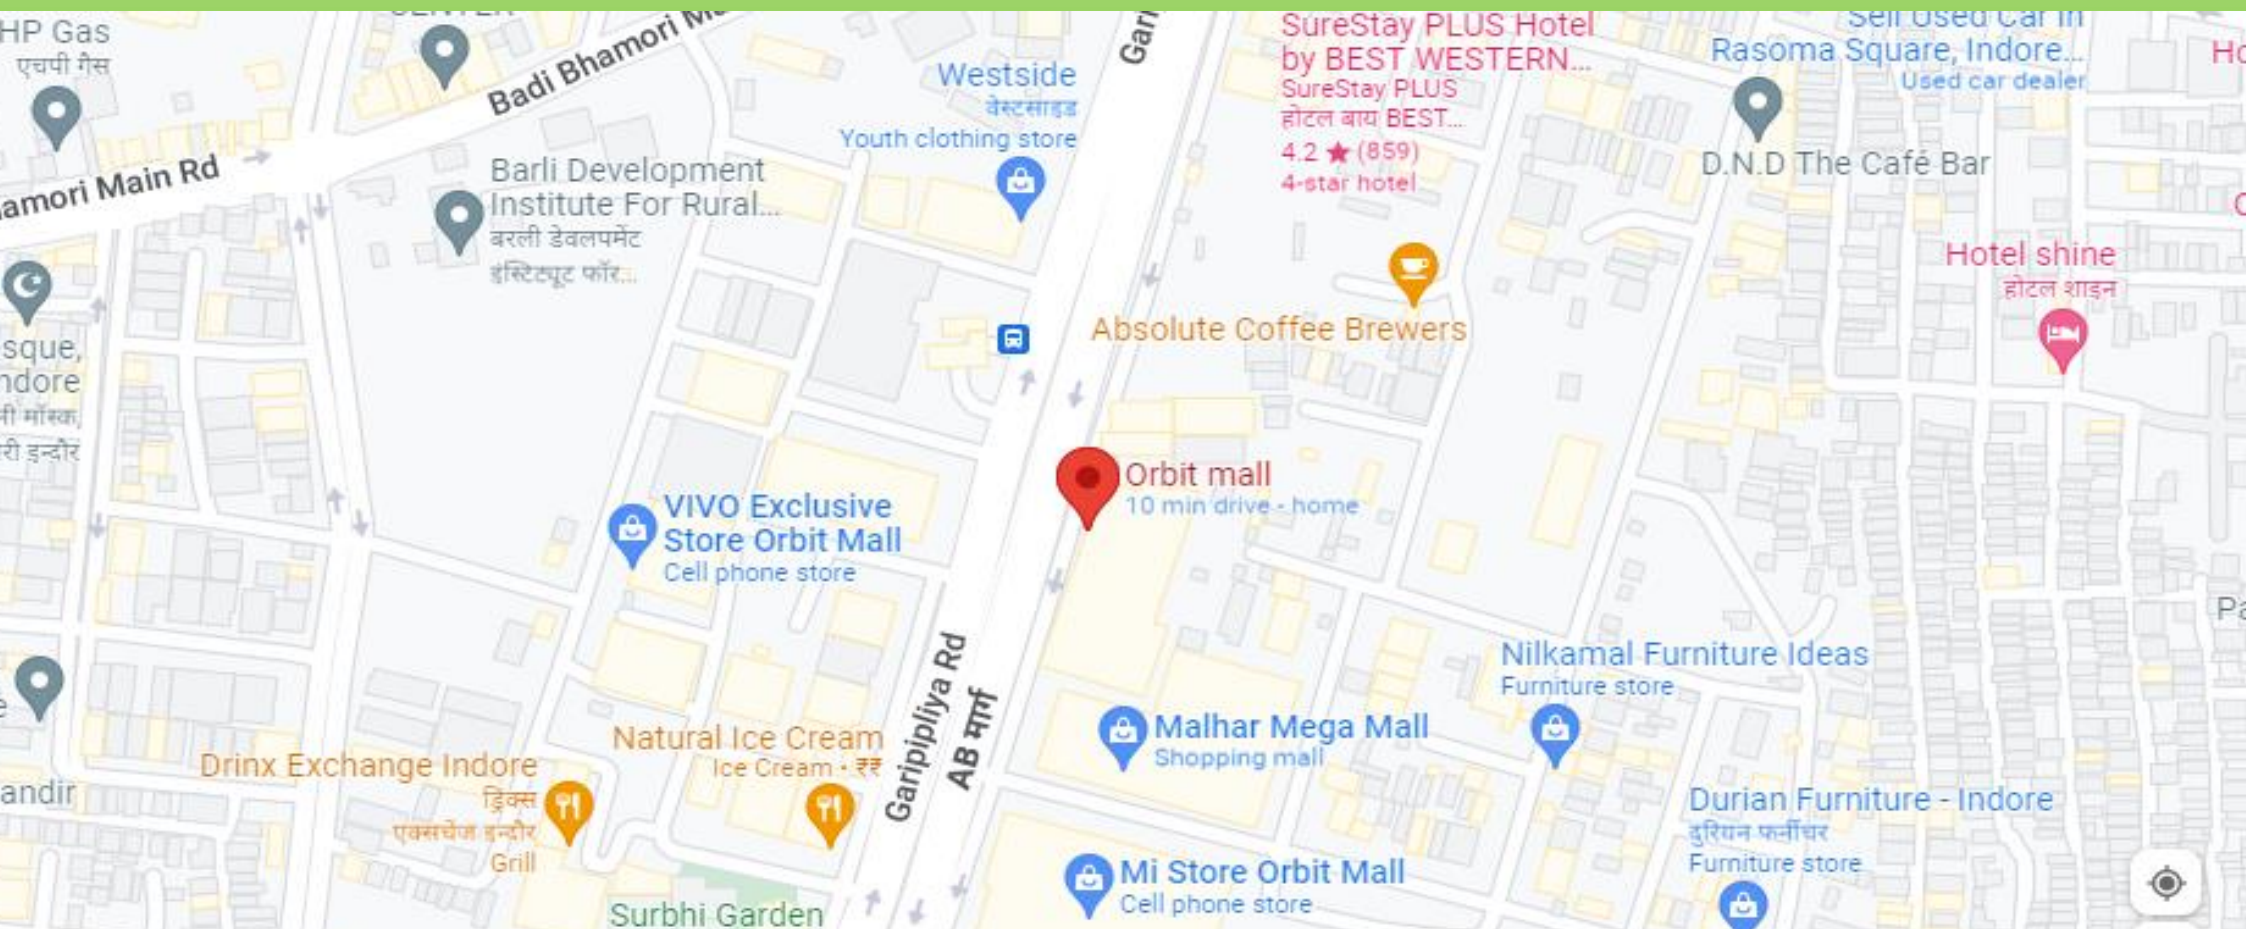 HP Gas
एचपी गैस
Badi Bhamori
Main Rd
Barli Development
Institute For Rural...
बरली डेवलपमेंट
इंस्टिट्यूट फॉर...
Westside
वेस्टसाइड
Youth clothing store
SureStay PLUS Hotel
by BEST WESTERN...
SureStay PLUS
होटल बाय BEST...
4.2 ★ (859)
4-star hotel
Sell Used Car In
Rasoma Square, Indore...
Used car dealer
D.N.D The Café Bar
Hotel shine
होटल शाइन
Absolute Coffee Brewers
Orbit mall
10 min drive - home
VIVO Exclusive
Store Orbit Mall
Cell phone store
Garipipliya Rd
AB मार्ग
Nilkamal Furniture Ideas
Furniture store
Malhar Mega Mall
Shopping mall
Natural Ice Cream
Ice Cream · ₹₹
Drinx Exchange Indore
ड्रिंक्स
एक्सचेंज इन्दौर
Grill
Durian Furniture - Indore
दुरियन फर्नीचर
Furniture store
Mi Store Orbit Mall
Cell phone store
Surbhi Garden